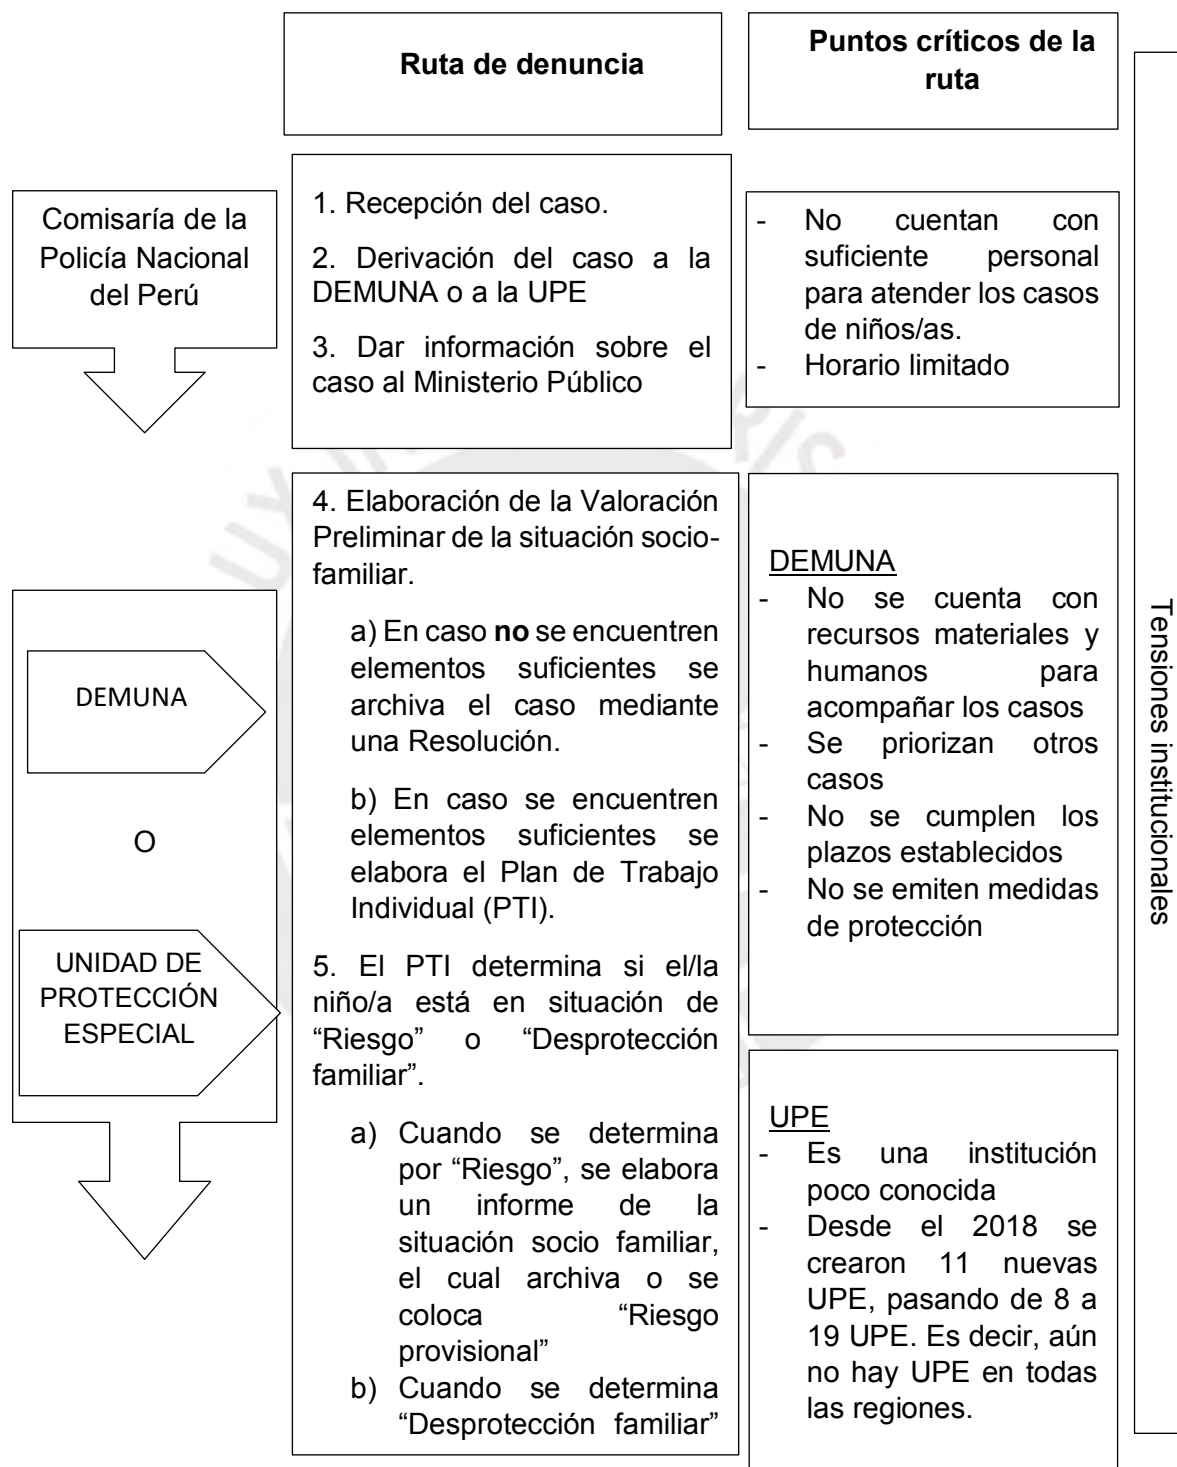 Ruta de denuncia
Puntos críticos de la
ruta
Comisaría de la
Policía Nacional
del Perú
1. Recepción del caso.
2. Derivación del caso a la
DEMUNA o a la UPE
3. Dar información sobre el
caso al Ministerio Público
- No cuentan con
suficiente personal
para atender los casos
de niños/as.
- Horario limitado
DEMUNA
O
UNIDAD DE
PROTECCIÓN
ESPECIAL
4. Elaboración de la Valoración
Preliminar de la situación socio-
familiar.
a) En caso no se encuentren
elementos suficientes se
archiva el caso mediante
una Resolución.
b) En caso se encuentren
elementos suficientes se
elabora el Plan de Trabajo
Individual (PTI).
5. El PTI determina si el/la
niño/a está en situación de
“Riesgo” o “Desprotección
familiar”.
a) Cuando se determina
por “Riesgo”, se elabora
un informe de la
situación socio familiar,
el cual archiva o se
coloca “Riesgo
provisional”
b) Cuando se determina
“Desprotección familiar”
DEMUNA
- No se cuenta con
recursos materiales y
humanos para
acompañar los casos
- Se priorizan otros
casos
- No se cumplen los
plazos establecidos
- No se emiten medidas
de protección
UPE
- Es una institución
poco conocida
- Desde el 2018 se
crearon 11 nuevas
UPE, pasando de 8 a
19 UPE. Es decir, aún
no hay UPE en todas
las regiones.
Tensiones institucionales